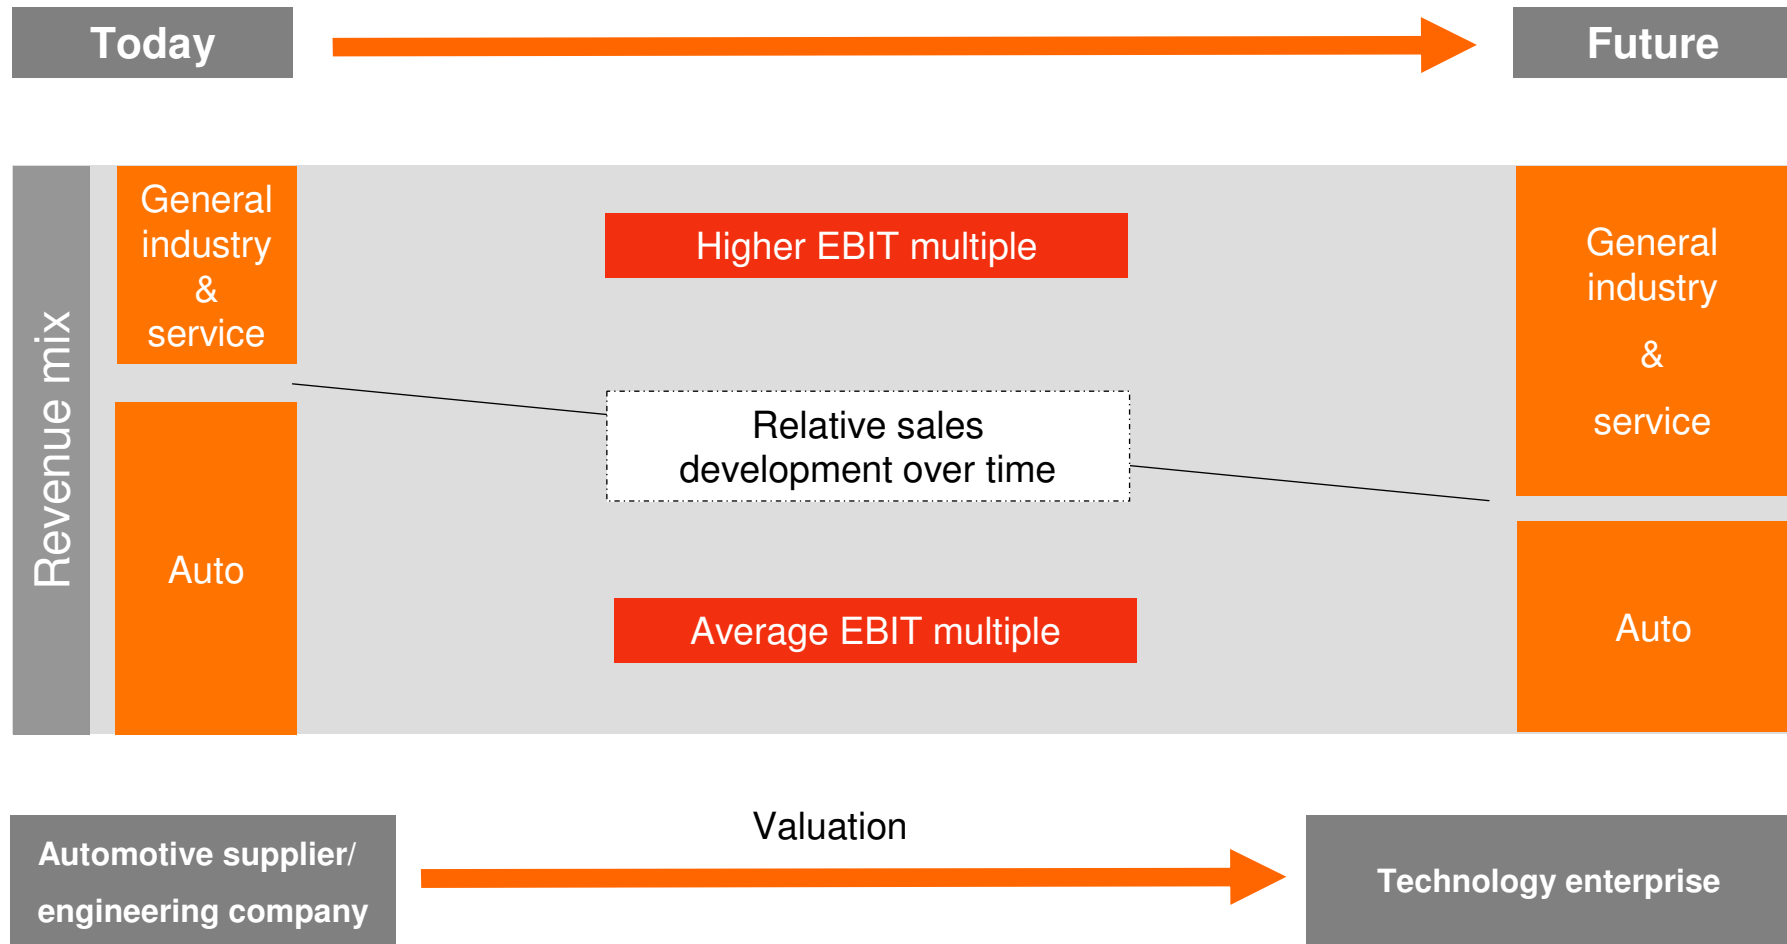 Today
Future
Revenue mix
General
industry
&
service
Higher EBIT multiple
General
industry
&
service
Relative sales
development over time
Auto
Average EBIT multiple
Auto
Valuation
Automotive supplier/
engineering company
Technology enterprise